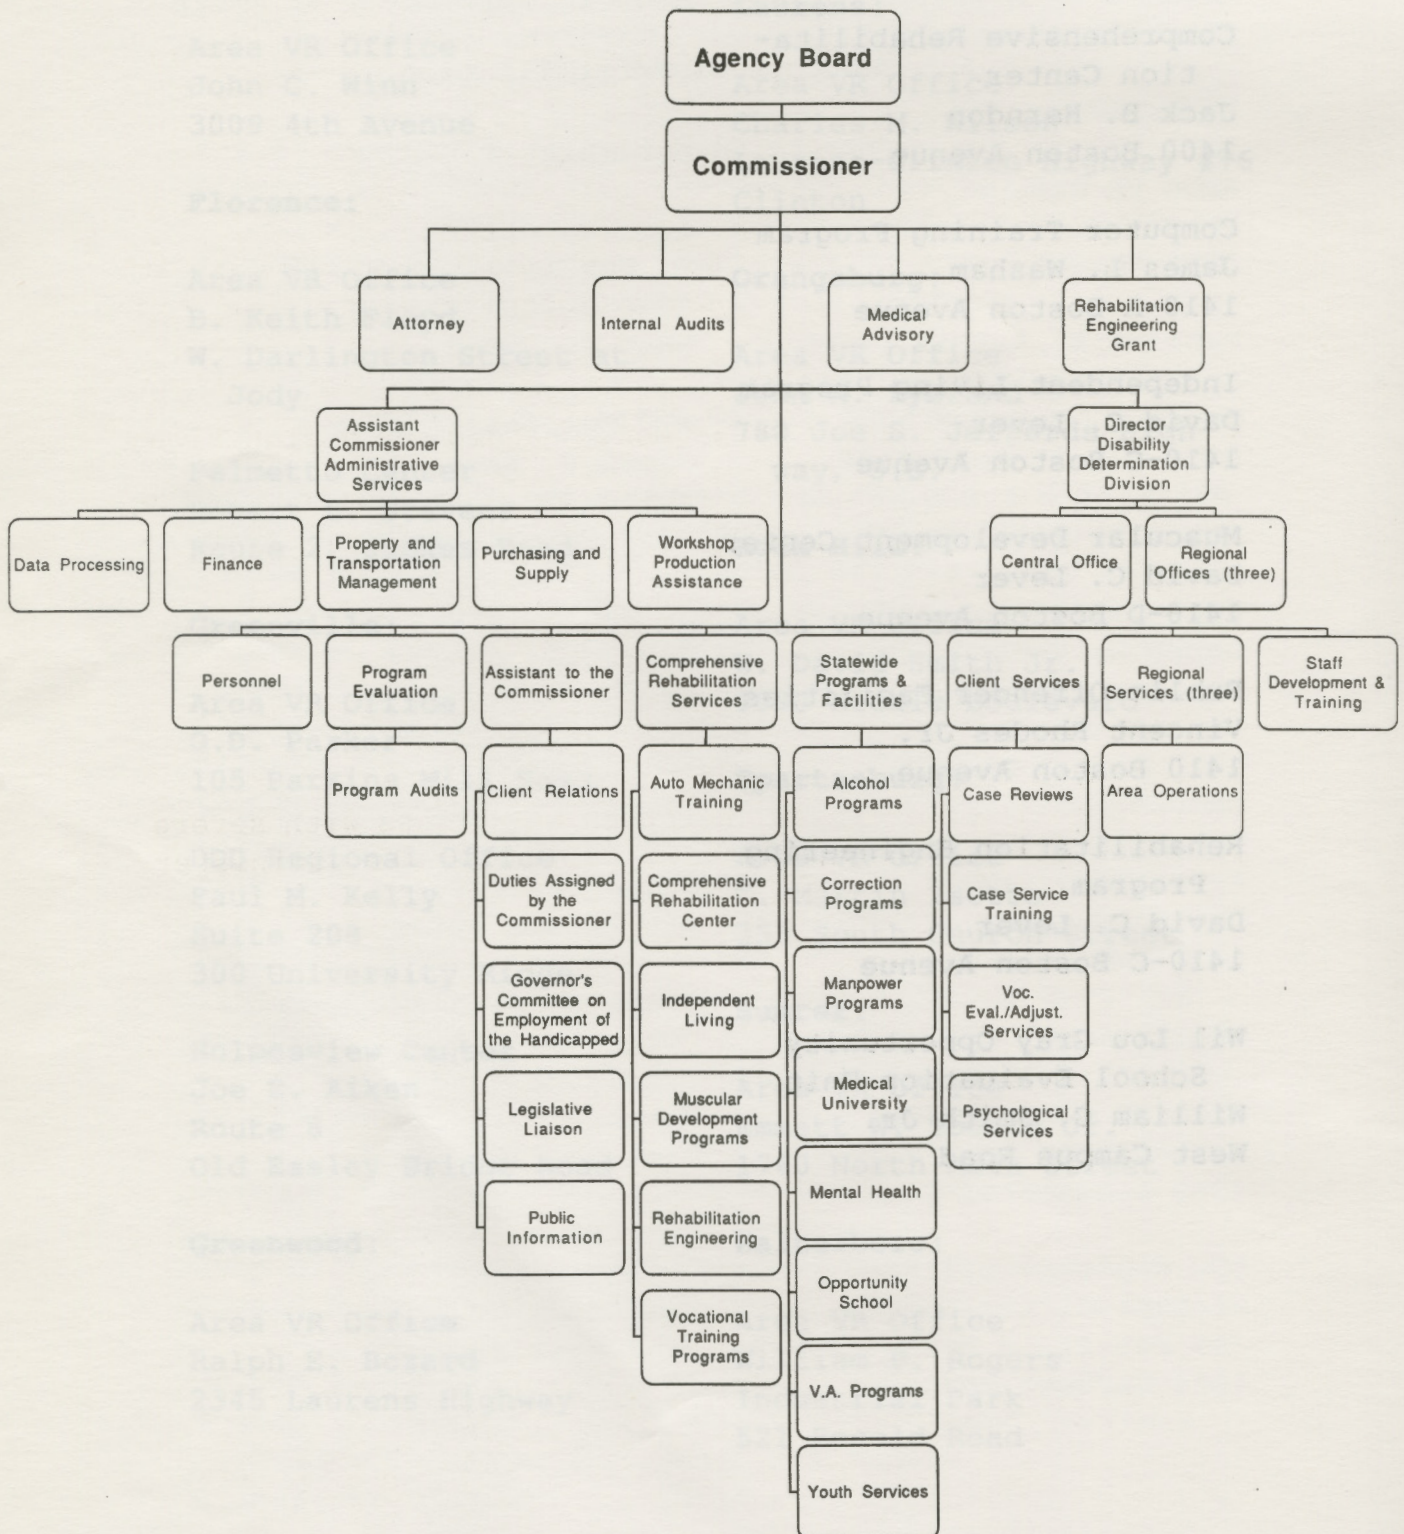 Agency Board
Commissioner
Attorney
Internal Audits
Medical
Advisory
Rehabilitation
Engineering
Grant
Assistant
Commissioner
Administrative
Services
Director
Disability
Determination
Division
Data Processing
Finance
Property and
Transportation
Management
Purchasing and
Supply
Workshop
Production
Assistance
Central Office
Regional
Offices (three)
Personnel
Program
Evaluation
Assistant to the
Commissioner
Comprehensive
Rehabilitation
Services
Statewide
Programs &
Facilities
Client Services
Regional
Services (three)
Staff
Development &
Training
Program Audits
Client Relations
Auto Mechanic
Training
Alcohol
Programs
Case Reviews
Area Operations
Duties Assigned
by the
Commissioner
Comprehensive
Rehabilitation
Center
Correction
Programs
Case Service
Training
Governor's
Committee on
Employment of
the Handicapped
Independent
Living
Manpower
Programs
Voc.
Eval./Adjust.
Services
Legislative
Liaison
Muscular
Development
Programs
Medical
University
Psychological
Services
Public
Information
Rehabilitation
Engineering
Mental Health
Vocational
Training
Programs
Opportunity
School
V.A. Programs
Youth Services